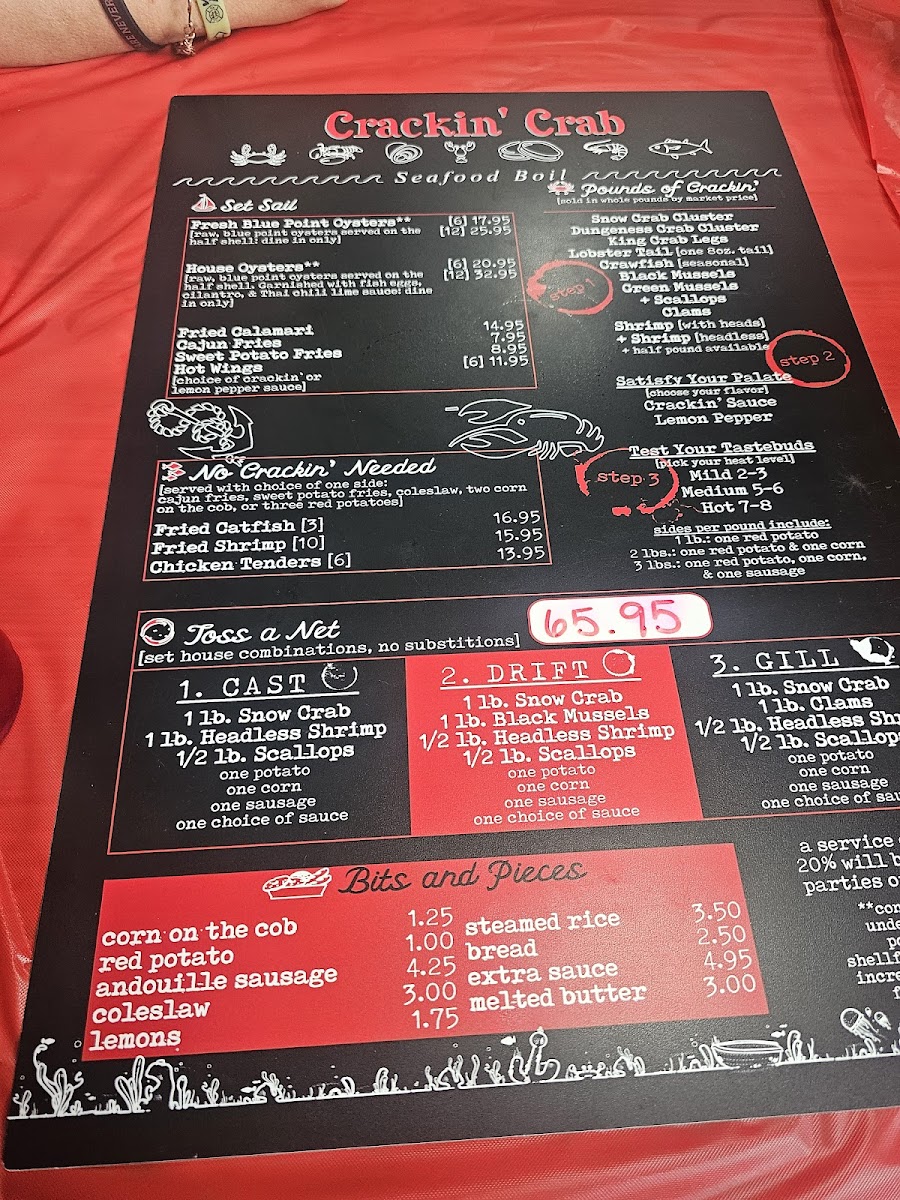 Crackin' Crab
Seafood Boil
Set Sail
Fresh Blue Point Oysters** [6] 17.95
[raw, blue point oysters served on the [12] 25.95
half shell: dine in only]
House Oysters** [6] 20.95
[raw, blue point oysters served on the [12] 32.95
half shell. Garnished with fish eggs,
cilantro, & Thai chili lime sauce: dine
in only]
Fried Calamari 14.95
Cajun Fries 7.95
Sweet Potato Fries 8.95
Hot Wings [6] 11.95
[choice of crackin' or
lemon pepper sauce]
No Crackin' Needed
[served with choice of one side:
cajun fries, sweet potato fries, coleslaw, two corn
on the cob, or three red potatoes]
Fried Catfish [3] 16.95
Fried Shrimp [10] 15.95
Chicken Tenders [6] 13.95
Pounds of Crackin'
[sold in whole pounds by market price]
Snow Crab Cluster
Dungeness Crab Cluster
King Crab Legs
Lobster Tail [one 8oz. tail]
Crawfish [seasonal]
Black Mussels
Green Mussels
+ Scallops
Clams
Shrimp [with heads]
+ Shrimp [headless]
+ half pound available
step 1
step 2
Satisfy Your Palate
[choose your flavor]
Crackin' Sauce
Lemon Pepper
step 3
Test Your Tastebuds
[pick your heat level]
Mild 2-3
Medium 5-6
Hot 7-8
sides per pound include:
1 lb.: one red potato
2 lbs.: one red potato & one corn
3 lbs.: one red potato, one corn,
& one sausage
Toss a Net 65.95
[set house combinations, no substitions]
1. CAST
1 lb. Snow Crab
1 lb. Headless Shrimp
1/2 lb. Scallops
one potato
one corn
one sausage
one choice of sauce
2. DRIFT
1 lb. Snow Crab
1 lb. Black Mussels
1/2 lb. Headless Shrimp
1/2 lb. Scallops
one potato
one corn
one sausage
one choice of sauce
3. GILL
1 lb. Snow Crab
1 lb. Clams
1/2 lb. Headless Shr
1/2 lb. Scallops
one potato
one corn
one sausage
one choice of sau
Bits and Pieces
corn on the cob 1.25
red potato 1.00
andouille sausage 4.25
coleslaw 3.00
lemons 1.75
steamed rice 3.50
bread 2.50
extra sauce 4.95
melted butter 3.00
a service
20% will b
parties o
**con
unde
po
shellf
incre
f